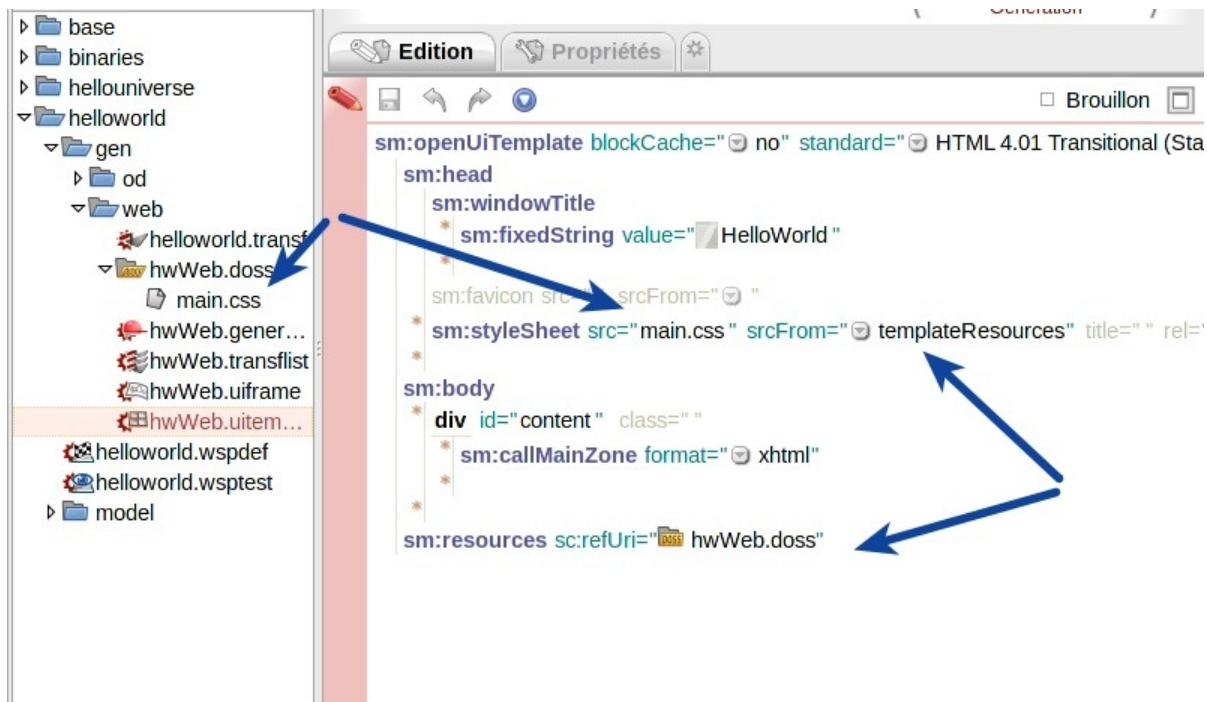 Génération
base
binaries
hellouniverse
helloworld
gen
od
web
helloworld.transf
hwWeb.doss
main.css
hwWeb.gener…
hwWeb.transflist
hwWeb.uiframe
hwWeb.uitem…
helloworld.wspdef
helloworld.wsptest
model
Edition
Propriétés
Brouillon
sm:openUiTemplate blockCache=" no" standard=" HTML 4.01 Transitional (Sta
sm:head
sm:windowTitle
* sm:fixedString value=" HelloWorld "
*
sm:favicon src=" srcFrom=" "
* sm:styleSheet src="main.css " srcFrom=" templateResources" title=" " rel="
*
sm:body
* div id="content " class=" "
* sm:callMainZone format=" xhtml"
*
*
sm:resources sc:refUri="DOSS hwWeb.doss"